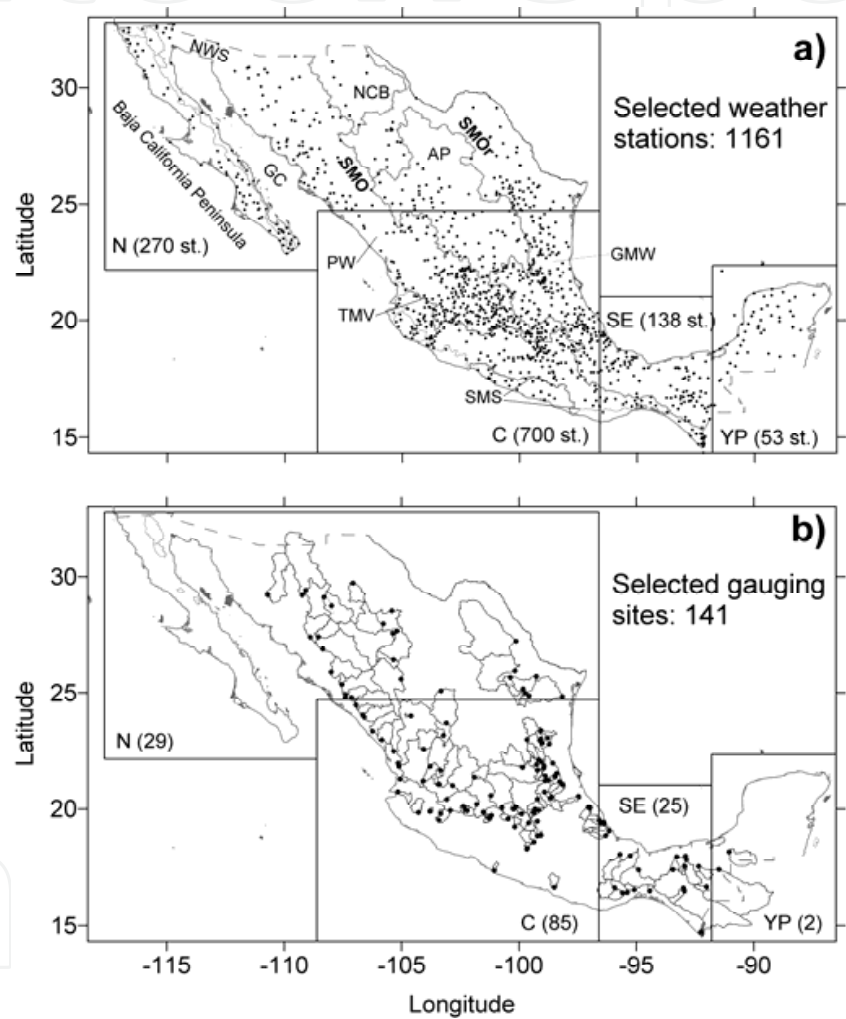 a)
NWS
30
NCB
SMOr
Selected weather
stations: 1161
Baja California Peninsula
AP
SMO
GC
25
Latitude
N (270 st.)
PW
GMW
20
TMV
SE (138 st.)
SMS
15
C (700 st.)
YP (53 st.)
b)
30
Selected gauging
sites: 141
25
Latitude
N (29)
20
SE (25)
15
C (85)
YP (2)
-115
-110
-105
-100
-95
-90
Longitude